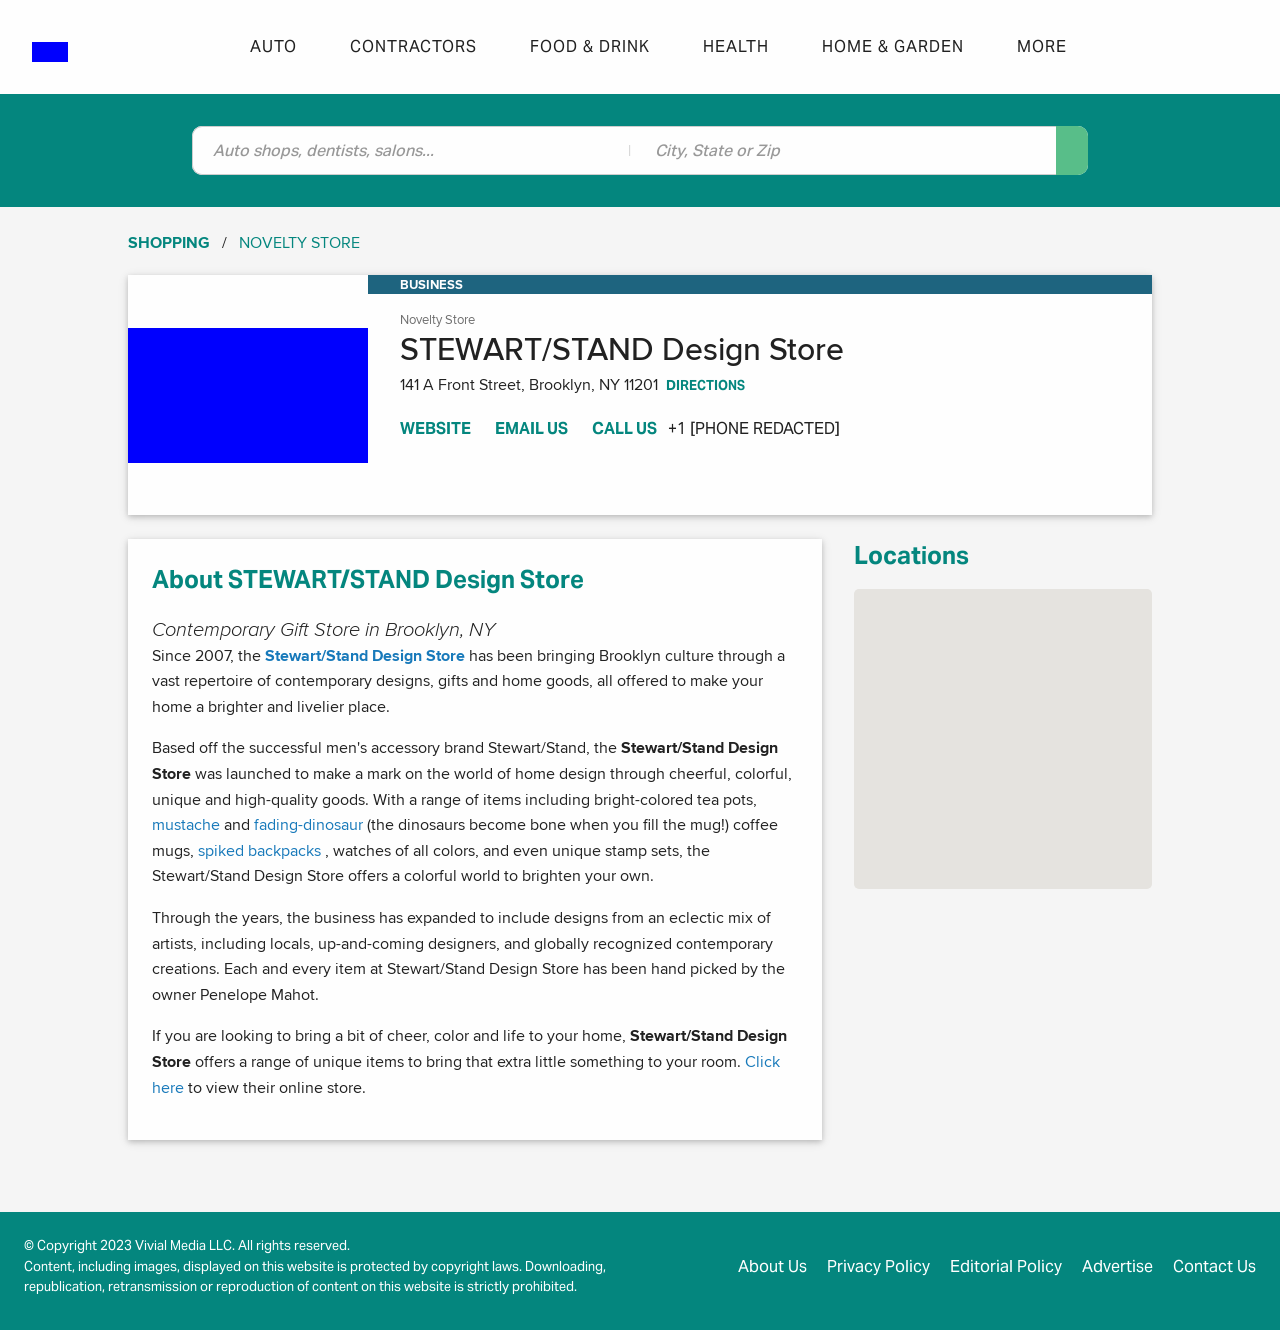 AUTO CONTRACTORS FOOD & DRINK HEALTH HOME & GARDEN MORE
Auto shops, dentists, salons... City, State or Zip
SHOPPING / NOVELTY STORE
BUSINESS
Novelty Store
STEWART/STAND Design Store
141 A Front Street, Brooklyn, NY 11201 DIRECTIONS
WEBSITE EMAIL US CALL US +1 [PHONE REDACTED]
About STEWART/STAND Design Store
Contemporary Gift Store in Brooklyn, NY
Since 2007, the Stewart/Stand Design Store has been bringing Brooklyn culture through a
vast repertoire of contemporary designs, gifts and home goods, all offered to make your
home a brighter and livelier place.
Based off the successful men's accessory brand Stewart/Stand, the Stewart/Stand Design
Store was launched to make a mark on the world of home design through cheerful, colorful,
unique and high-quality goods. With a range of items including bright-colored tea pots,
mustache and fading-dinosaur (the dinosaurs become bone when you fill the mug!) coffee
mugs, spiked backpacks , watches of all colors, and even unique stamp sets, the
Stewart/Stand Design Store offers a colorful world to brighten your own.
Through the years, the business has expanded to include designs from an eclectic mix of
artists, including locals, up-and-coming designers, and globally recognized contemporary
creations. Each and every item at Stewart/Stand Design Store has been hand picked by the
owner Penelope Mahot.
If you are looking to bring a bit of cheer, color and life to your home, Stewart/Stand Design
Store offers a range of unique items to bring that extra little something to your room. Click
here to view their online store.
Locations
© Copyright 2023 Vivial Media LLC. All rights reserved.
Content, including images, displayed on this website is protected by copyright laws. Downloading,
republication, retransmission or reproduction of content on this website is strictly prohibited.
About Us Privacy Policy Editorial Policy Advertise Contact Us